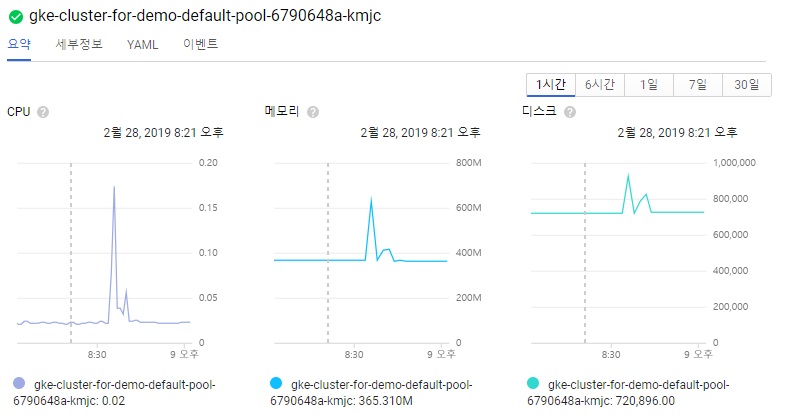 gke-cluster-for-demo-default-pool-6790648a-kmjc
요약 세부정보 YAML 이벤트
1시간 6시간 1일 7일 30일
CPU ?
2월 28, 2019 8:21 오후
0.20
0.15
0.10
0.05
0
8:30 9 오후
gke-cluster-for-demo-default-pool-
6790648a-kmjc: 0.02
메모리 ?
2월 28, 2019 8:21 오후
800M
600M
400M
200M
0
8:30 9 오후
gke-cluster-for-demo-default-pool-
6790648a-kmjc: 365.310M
디스크 ?
2월 28, 2019 8:21 오후
1,000,000
800,000
600,000
400,000
200,000
0
8:30 9 오후
gke-cluster-for-demo-default-pool-
6790648a-kmjc: 720,896.00